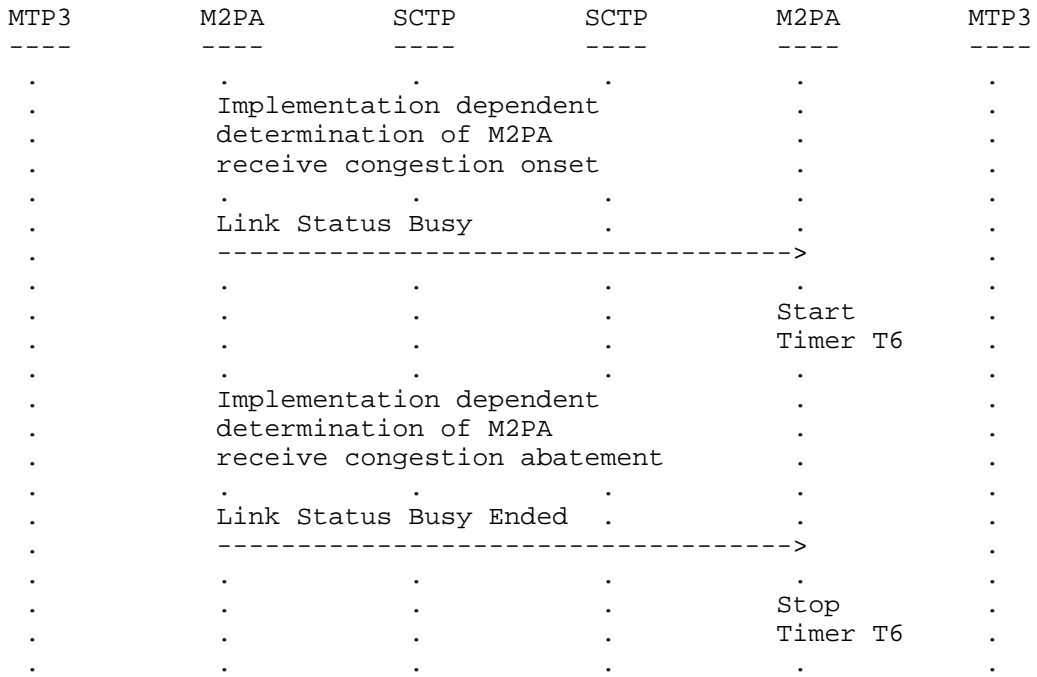 MTP3        M2PA        SCTP        SCTP        M2PA        MTP3
----        ----        ----        ----        ----        ----
 .            .           .           .           .           .
 .           Implementation dependent             .           .
 .           determination of M2PA                .           .
 .           receive congestion onset             .           .
 .            .           .           .           .           .
 .           Link Status Busy         .           .           .
 .           ------------------------------------>            .
 .            .           .           .           .           .
 .            .           .           .         Start         .
 .            .           .           .         Timer T6      .
 .            .           .           .           .           .
 .           Implementation dependent             .           .
 .           determination of M2PA                .           .
 .           receive congestion abatement         .           .
 .            .           .           .           .           .
 .           Link Status Busy Ended   .           .           .
 .           ------------------------------------>            .
 .            .           .           .           .           .
 .            .           .           .         Stop          .
 .            .           .           .         Timer T6      .
 .            .           .           .           .           .